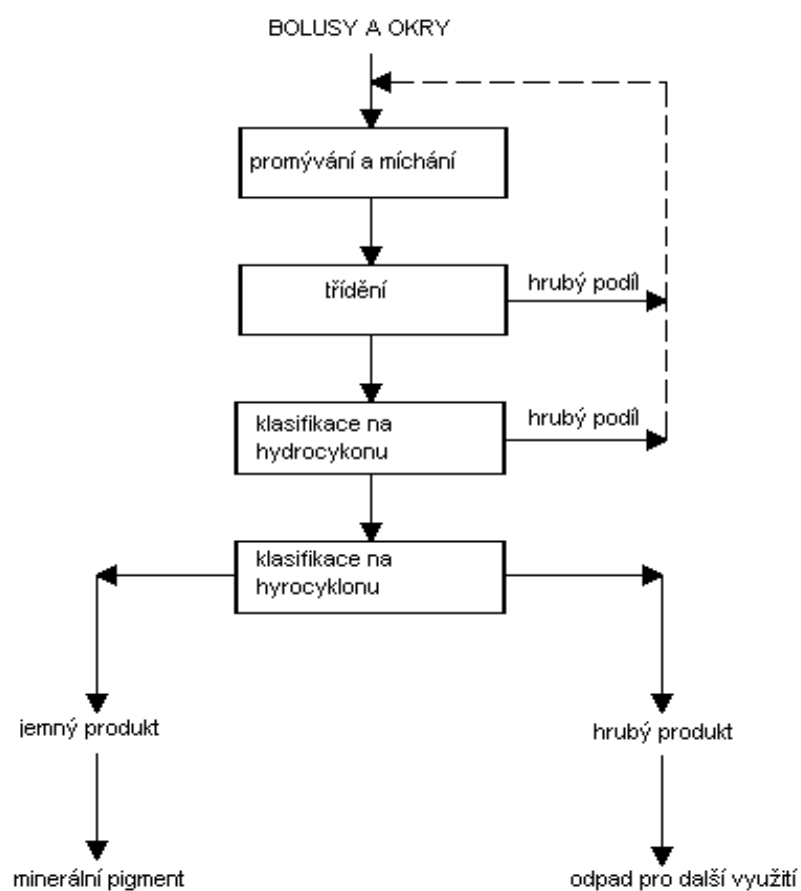 BOLUSY A OKRY
promývání a míchání
třídění
hrubý podíl
klasifikace na
hydrocykonu
hrubý podíl
klasifikace na
hyrocyklonu
jemný produkt
hrubý produkt
minerální pigment
odpad pro další využití